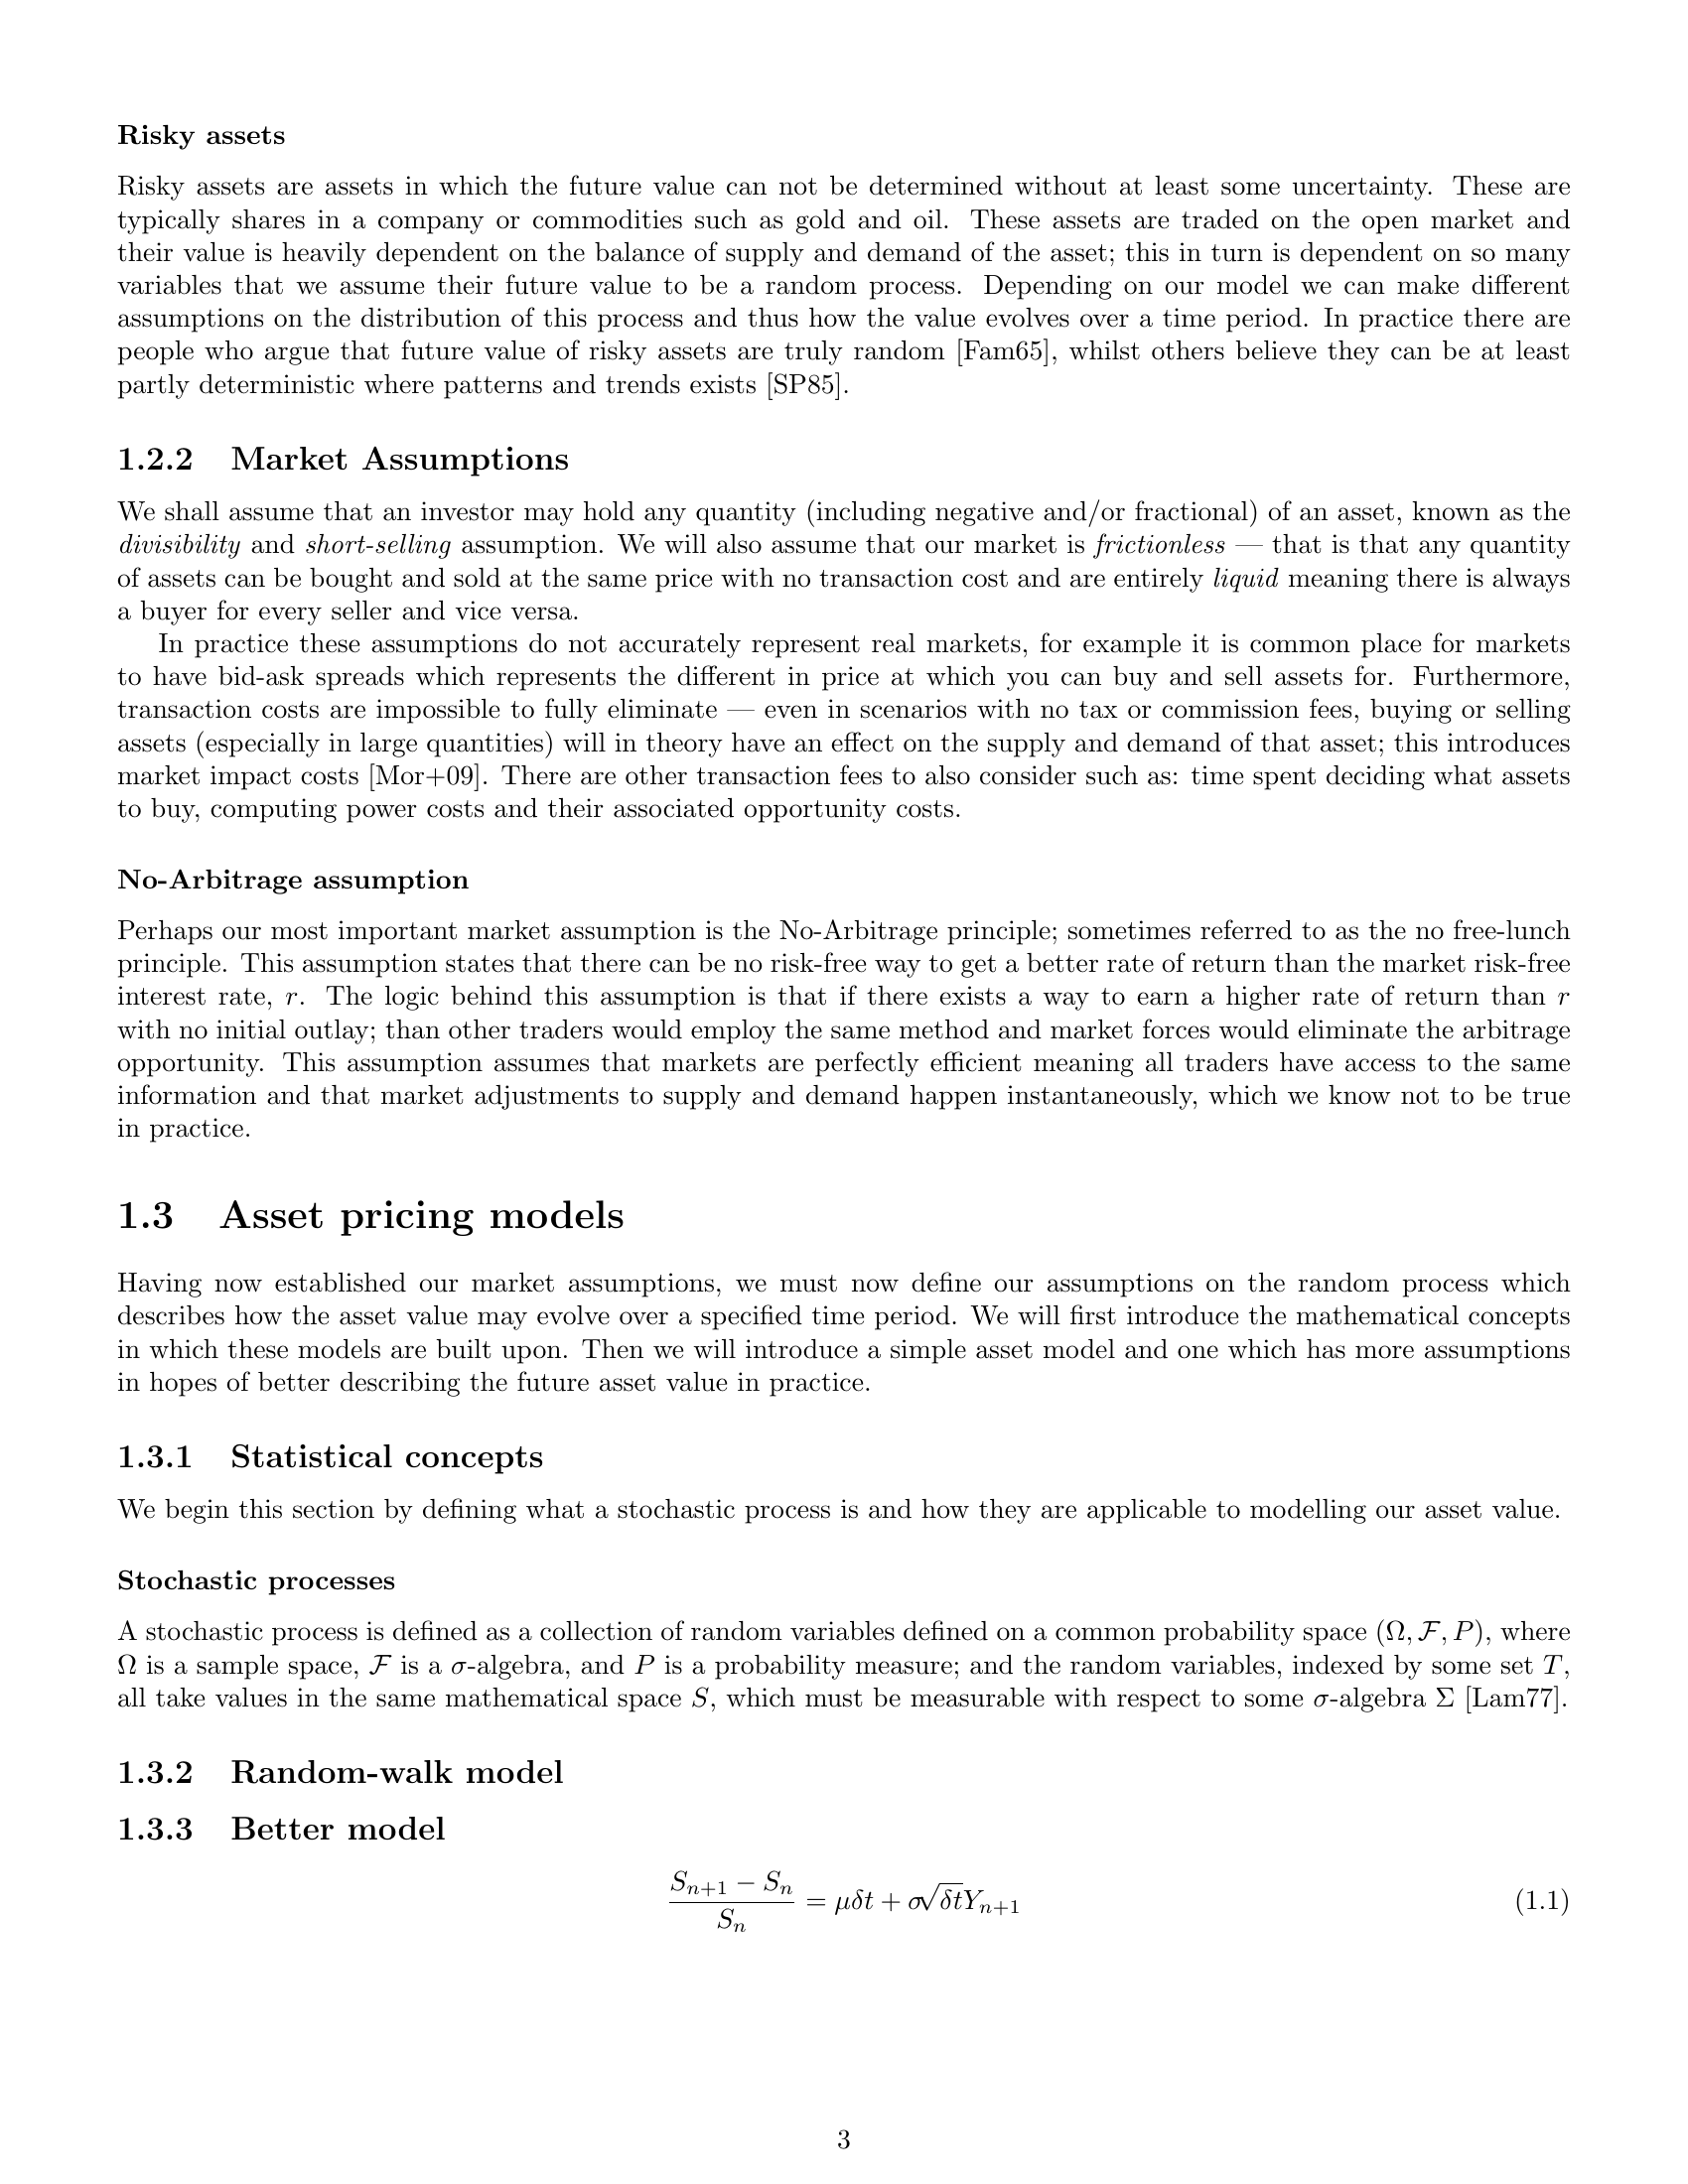 Risky assets
Risky assets are assets in which the future value can not be determined without at least some uncertainty. These are
typically shares in a company or commodities such as gold and oil. These assets are traded on the open market and
their value is heavily dependent on the balance of supply and demand of the asset; this in turn is dependent on so many
variables that we assume their future value to be a random process. Depending on our model we can make different
assumptions on the distribution of this process and thus how the value evolves over a time period. In practice there are
people who argue that future value of risky assets are truly random [Fam65], whilst others believe they can be at least
partly deterministic where patterns and trends exists [SP85].
1.2.2 Market Assumptions
We shall assume that an investor may hold any quantity (including negative and/or fractional) of an asset, known as the
divisibility and short-selling assumption. We will also assume that our market is frictionless — that is that any quantity
of assets can be bought and sold at the same price with no transaction cost and are entirely liquid meaning there is always
a buyer for every seller and vice versa.
In practice these assumptions do not accurately represent real markets, for example it is common place for markets
to have bid-ask spreads which represents the different in price at which you can buy and sell assets for. Furthermore,
transaction costs are impossible to fully eliminate — even in scenarios with no tax or commission fees, buying or selling
assets (especially in large quantities) will in theory have an effect on the supply and demand of that asset; this introduces
market impact costs [Mor+09]. There are other transaction fees to also consider such as: time spent deciding what assets
to buy, computing power costs and their associated opportunity costs.
No-Arbitrage assumption
Perhaps our most important market assumption is the No-Arbitrage principle; sometimes referred to as the no free-lunch
principle. This assumption states that there can be no risk-free way to get a better rate of return than the market risk-free
interest rate, r. The logic behind this assumption is that if there exists a way to earn a higher rate of return than r
with no initial outlay; than other traders would employ the same method and market forces would eliminate the arbitrage
opportunity. This assumption assumes that markets are perfectly efficient meaning all traders have access to the same
information and that market adjustments to supply and demand happen instantaneously, which we know not to be true
in practice.
1.3 Asset pricing models
Having now established our market assumptions, we must now define our assumptions on the random process which
describes how the asset value may evolve over a specified time period. We will first introduce the mathematical concepts
in which these models are built upon. Then we will introduce a simple asset model and one which has more assumptions
in hopes of better describing the future asset value in practice.
1.3.1 Statistical concepts
We begin this section by defining what a stochastic process is and how they are applicable to modelling our asset value.
Stochastic processes
A stochastic process is defined as a collection of random variables defined on a common probability space (Ω, ℱ, P), where
Ω is a sample space, ℱ is a σ-algebra, and P is a probability measure; and the random variables, indexed by some set T,
all take values in the same mathematical space S, which must be measurable with respect to some σ-algebra Σ [Lam77].
1.3.2 Random-walk model
1.3.3 Better model
\frac{S_{n+1} − S_n}{S_n} = μδt + σ√δt Y_{n+1} (1.1)
3